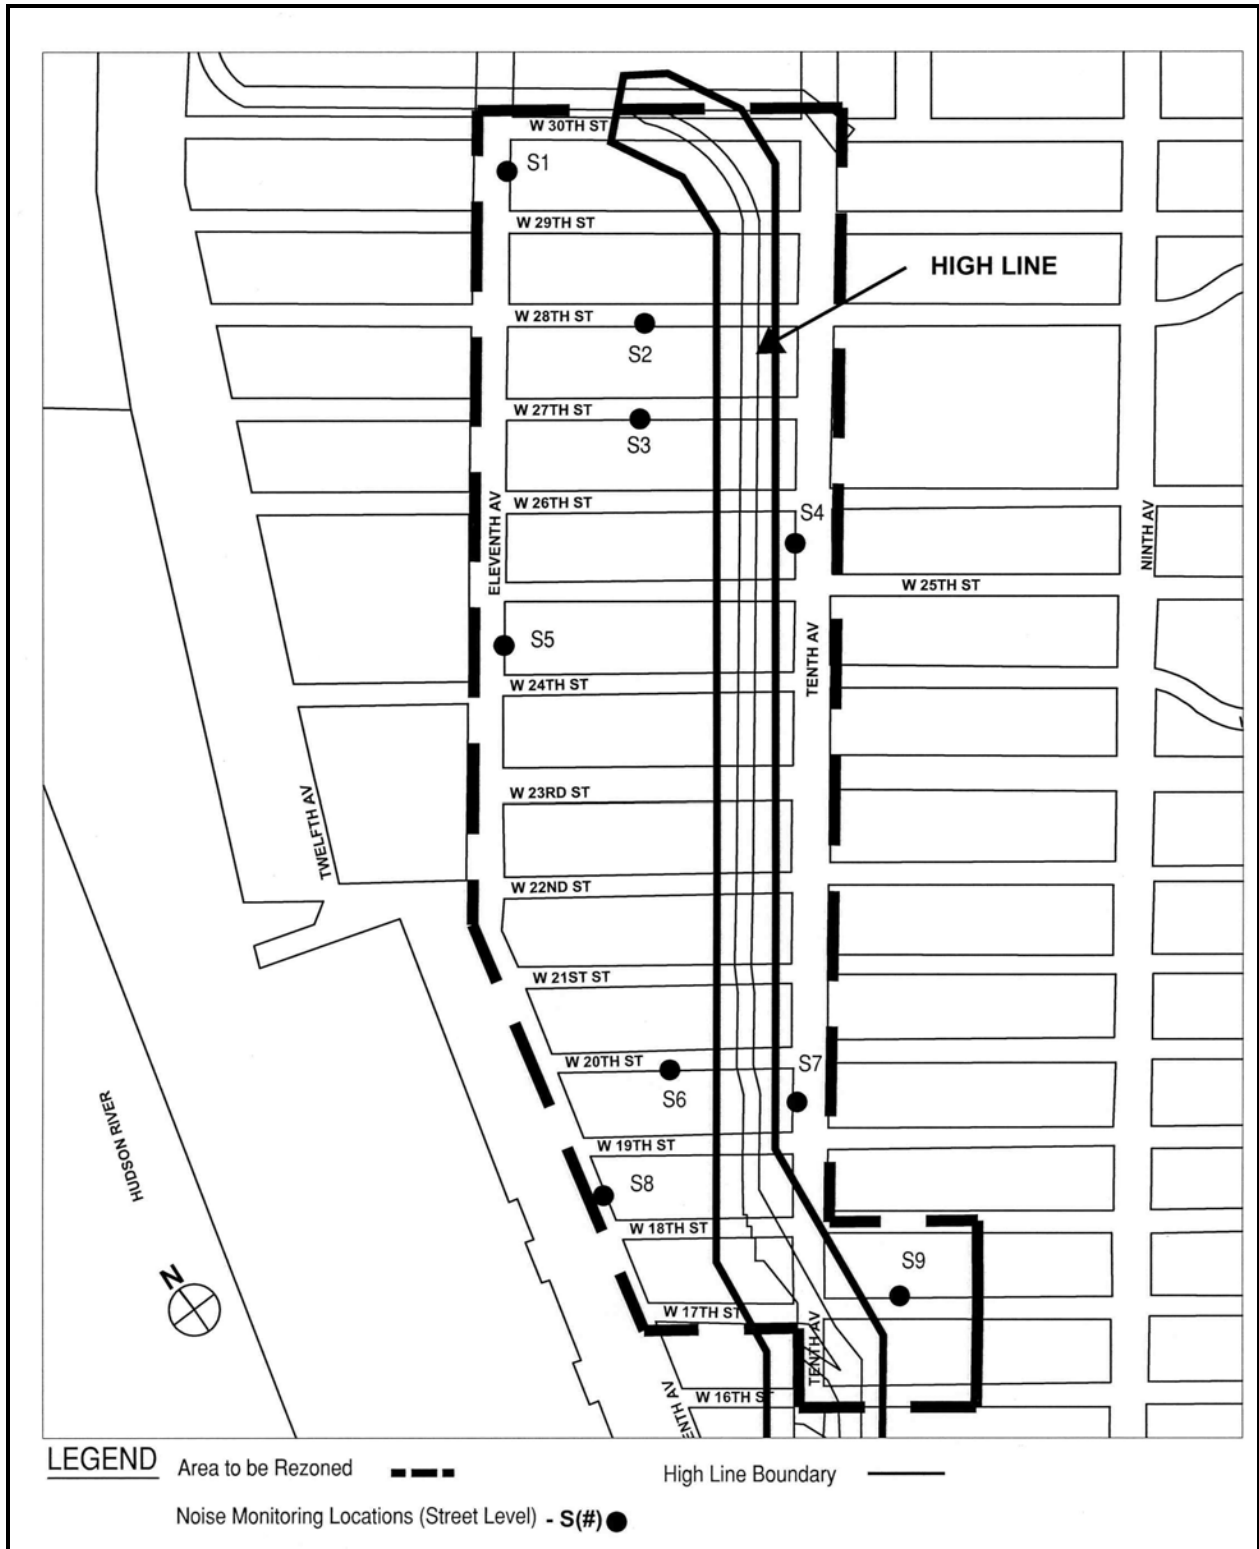 W 30TH ST
S1
W 29TH ST
HIGH LINE
W 28TH ST
S2
W 27TH ST
S3
ELEVENTH AV
W 26TH ST
S4
NINTH AV
W 25TH ST
S5
TENTH AV
W 24TH ST
W 23RD ST
TWELFTH AV
W 22ND ST
W 21ST ST
W 20TH ST
S7
S6
HUDSON RIVER
W 19TH ST
S8
W 18TH ST
S9
N
W 17TH ST
TENTH AV
W 16TH ST
ENTH AV
LEGEND
Area to be Rezoned
High Line Boundary
Noise Monitoring Locations (Street Level) - S(#)